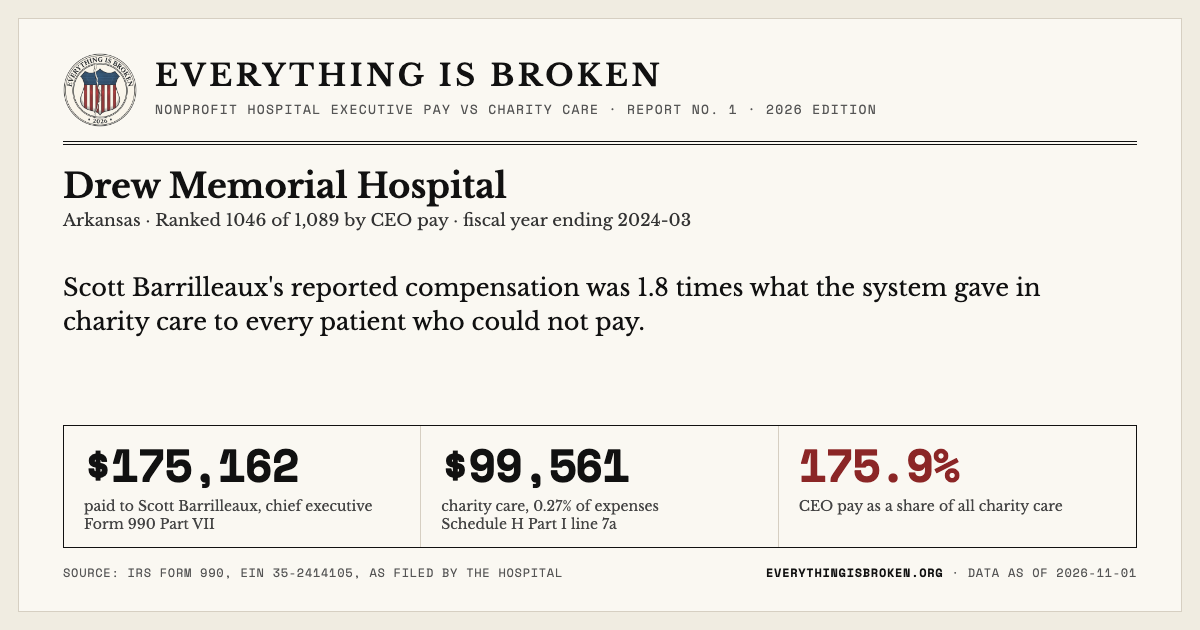 EVERYTHING IS BROKEN
2026
EVERYTHING IS BROKEN
NONPROFIT HOSPITAL EXECUTIVE PAY VS CHARITY CARE · REPORT NO. 1 · 2026 EDITION
Drew Memorial Hospital
Arkansas · Ranked 1046 of 1,089 by CEO pay · fiscal year ending 2024-03
Scott Barrilleaux's reported compensation was 1.8 times what the system gave in
charity care to every patient who could not pay.
$175,162
paid to Scott Barrilleaux, chief executive
Form 990 Part VII
$99,561
charity care, 0.27% of expenses
Schedule H Part I line 7a
175.9%
CEO pay as a share of all charity care
SOURCE: IRS FORM 990, EIN 35-2414105, AS FILED BY THE HOSPITAL
EVERYTHINGISBROKEN.ORG · DATA AS OF 2026-11-01